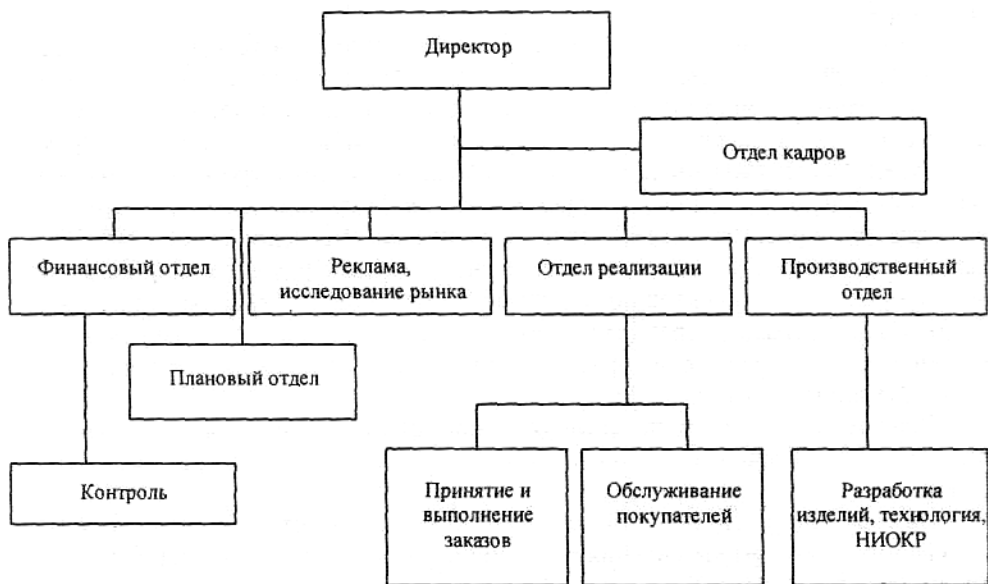 Директор
Отдел кадров
Финансовый отдел
Реклама,
исследование рынка
Отдел реализации
Производственный
отдел
Плановый отдел
Контроль
Принятие и
выполнение
заказов
Обслуживание
покупателей
Разработка
изделий, технология,
НИОКР